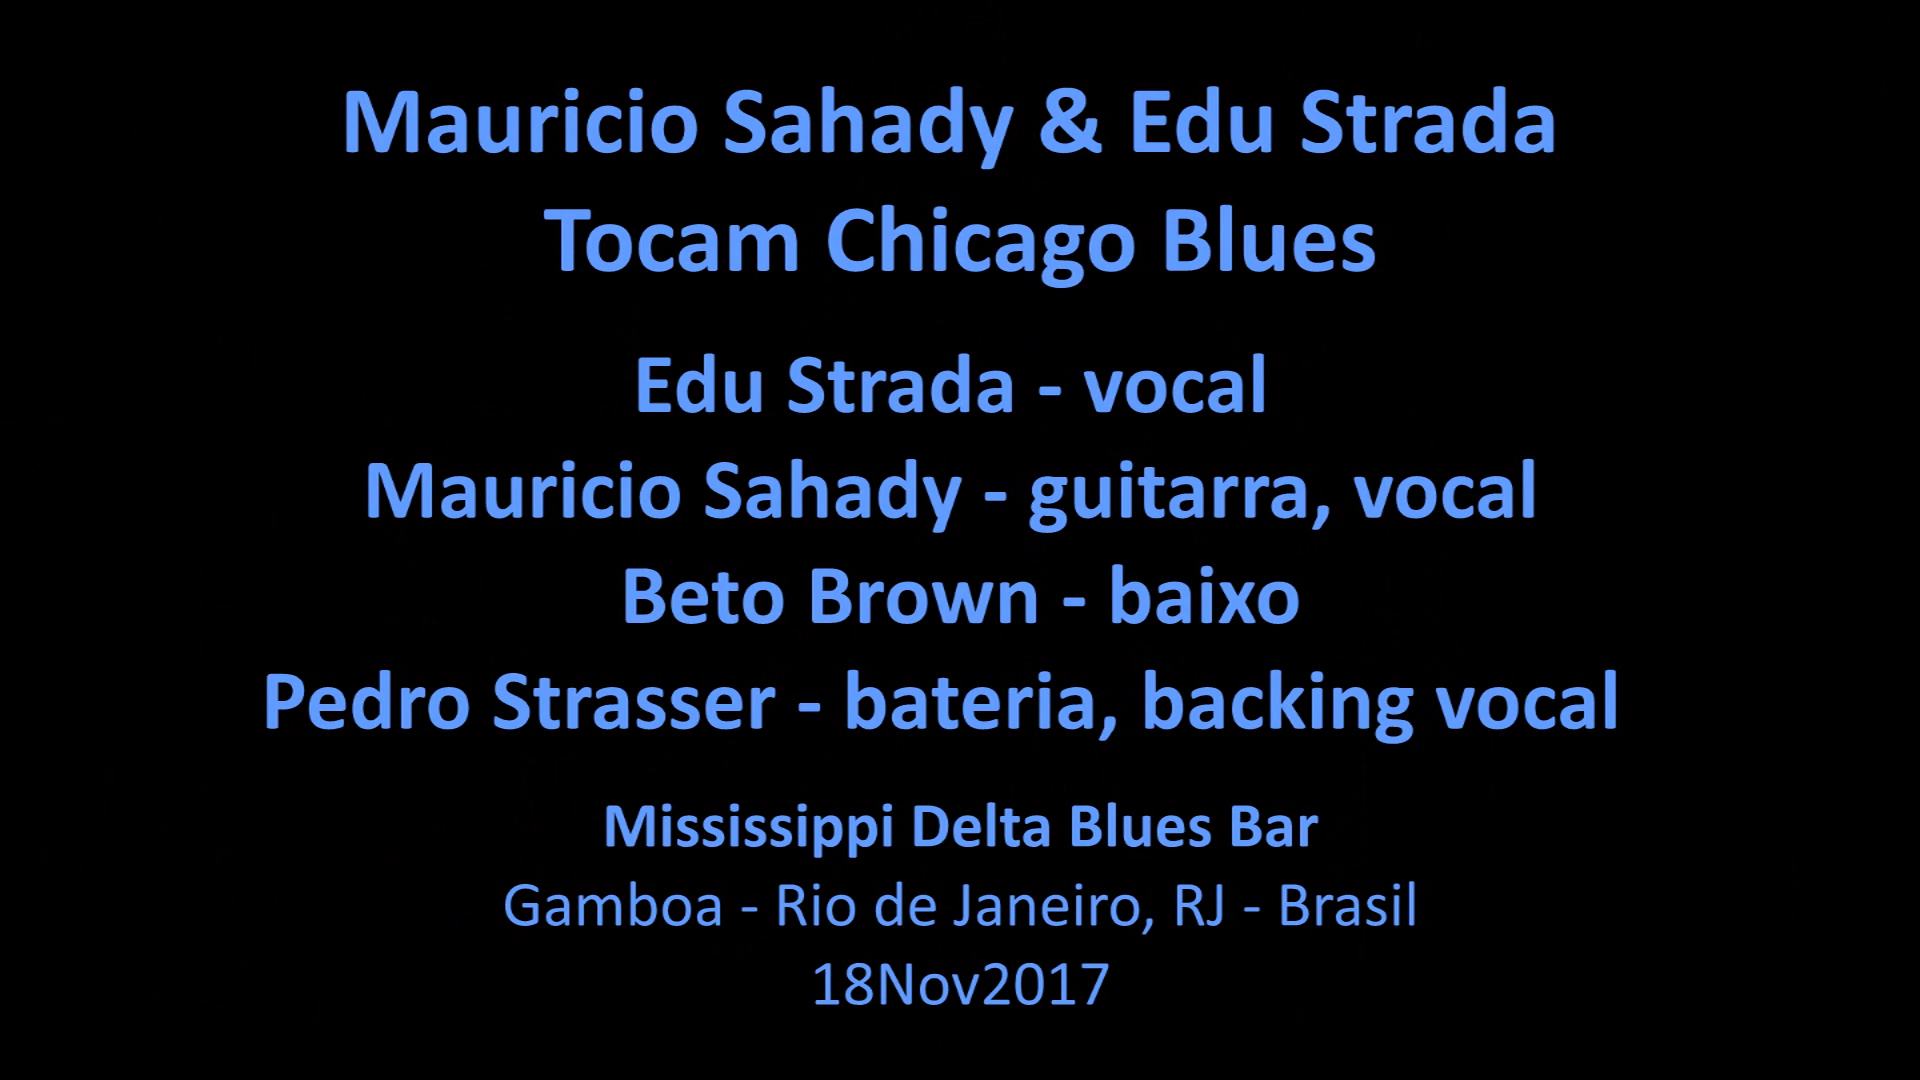 Mauricio Sahady & Edu Strada
Tocam Chicago Blues
Edu Strada - vocal
Mauricio Sahady - guitarra, vocal
Beto Brown - baixo
Pedro Strasser - bateria, backing vocal
Mississippi Delta Blues Bar
Gamboa - Rio de Janeiro, RJ - Brasil
18Nov2017